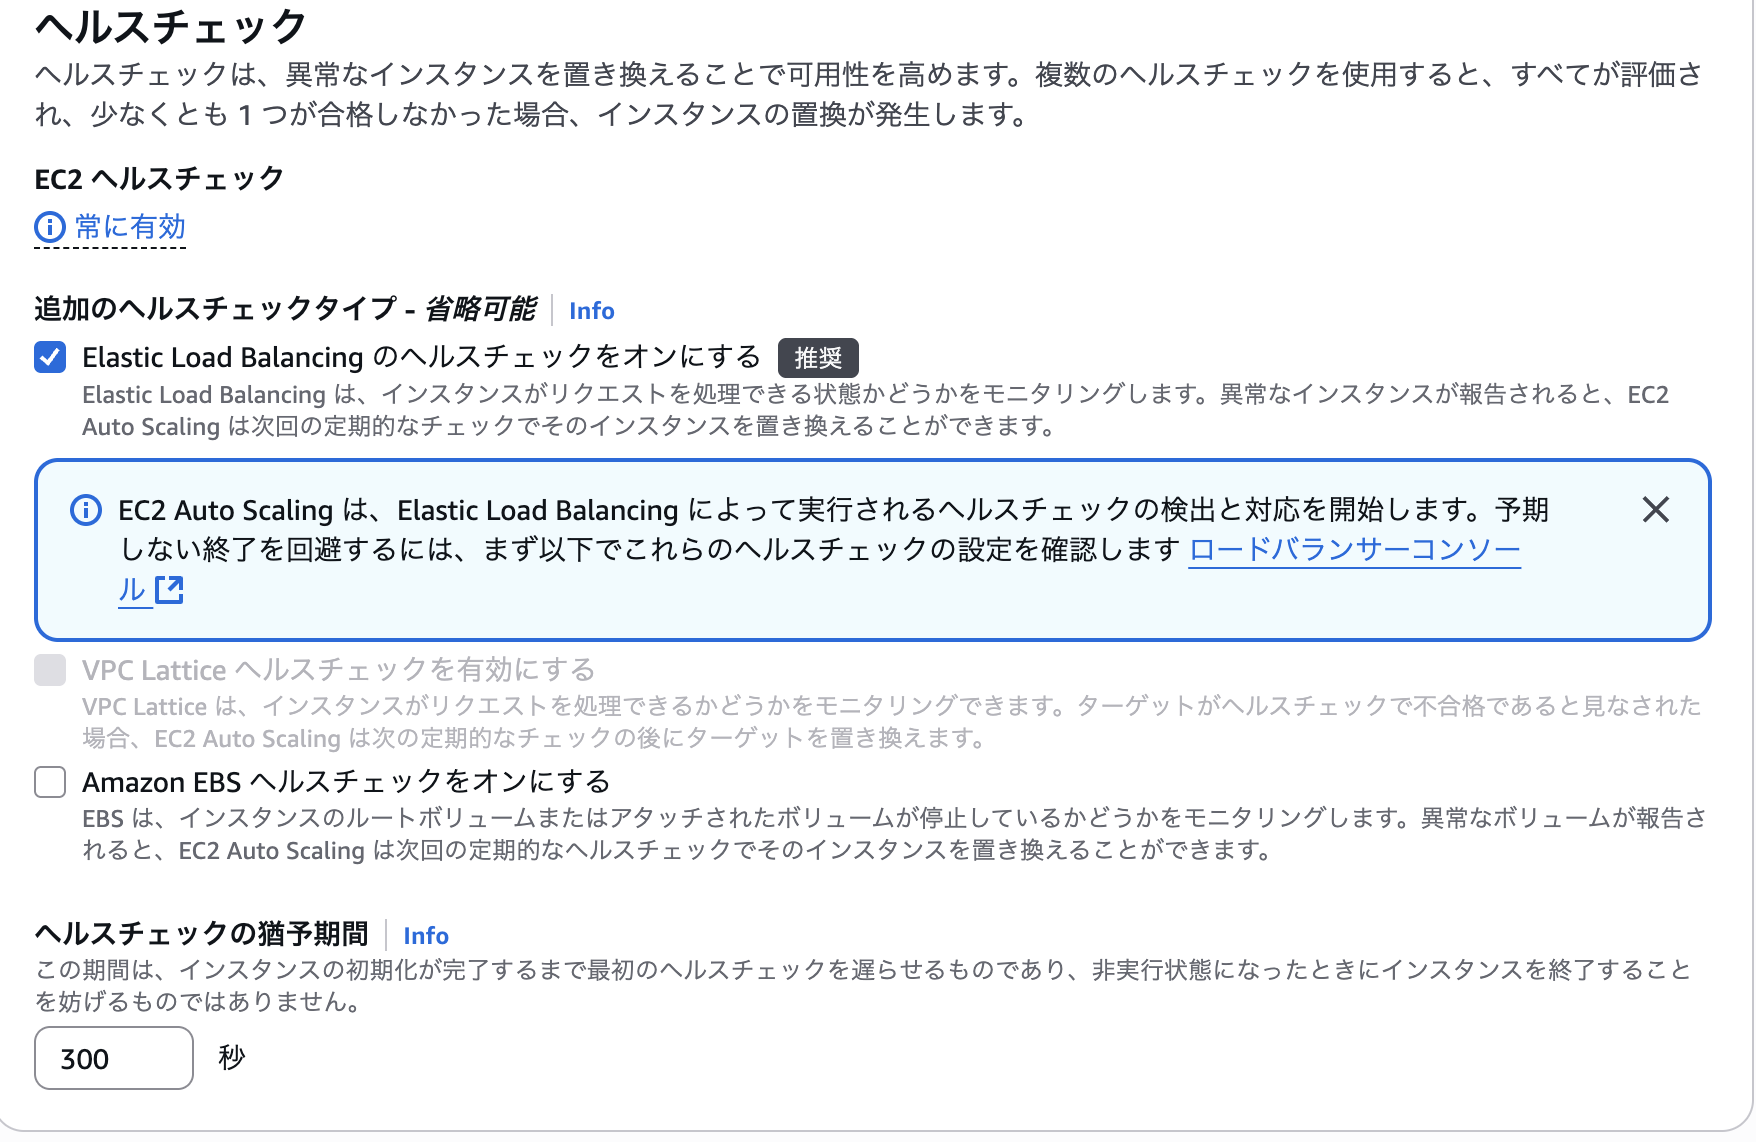 ヘルスチェック
ヘルスチェックは、異常なインスタンスを置き換えることで可用性を高めます。複数のヘルスチェックを使用すると、すべてが評価さ
れ、少なくとも 1 つが合格しなかった場合、インスタンスの置換が発生します。
EC2 ヘルスチェック
常に有効
追加のヘルスチェックタイプ - 省略可能 Info
Elastic Load Balancing のヘルスチェックをオンにする 推奨
Elastic Load Balancing は、インスタンスがリクエストを処理できる状態かどうかをモニタリングします。異常なインスタンスが報告されると、EC2
Auto Scaling は次回の定期的なチェックでそのインスタンスを置き換えることができます。
EC2 Auto Scaling は、Elastic Load Balancing によって実行されるヘルスチェックの検出と対応を開始します。予期
しない終了を回避するには、まず以下でこれらのヘルスチェックの設定を確認します ロードバランサーコンソー
ル
VPC Lattice ヘルスチェックを有効にする
VPC Lattice は、インスタンスがリクエストを処理できるかどうかをモニタリングできます。ターゲットがヘルスチェックで不合格であると見なされた
場合、EC2 Auto Scaling は次の定期的なチェックの後にターゲットを置き換えます。
Amazon EBS ヘルスチェックをオンにする
EBS は、インスタンスのルートボリュームまたはアタッチされたボリュームが停止しているかどうかをモニタリングします。異常なボリュームが報告さ
れると、EC2 Auto Scaling は次回の定期的なヘルスチェックでそのインスタンスを置き換えることができます。
ヘルスチェックの猶予期間 Info
この期間は、インスタンスの初期化が完了するまで最初のヘルスチェックを遅らせるものであり、非実行状態になったときにインスタンスを終了すること
を妨げるものではありません。
300 秒